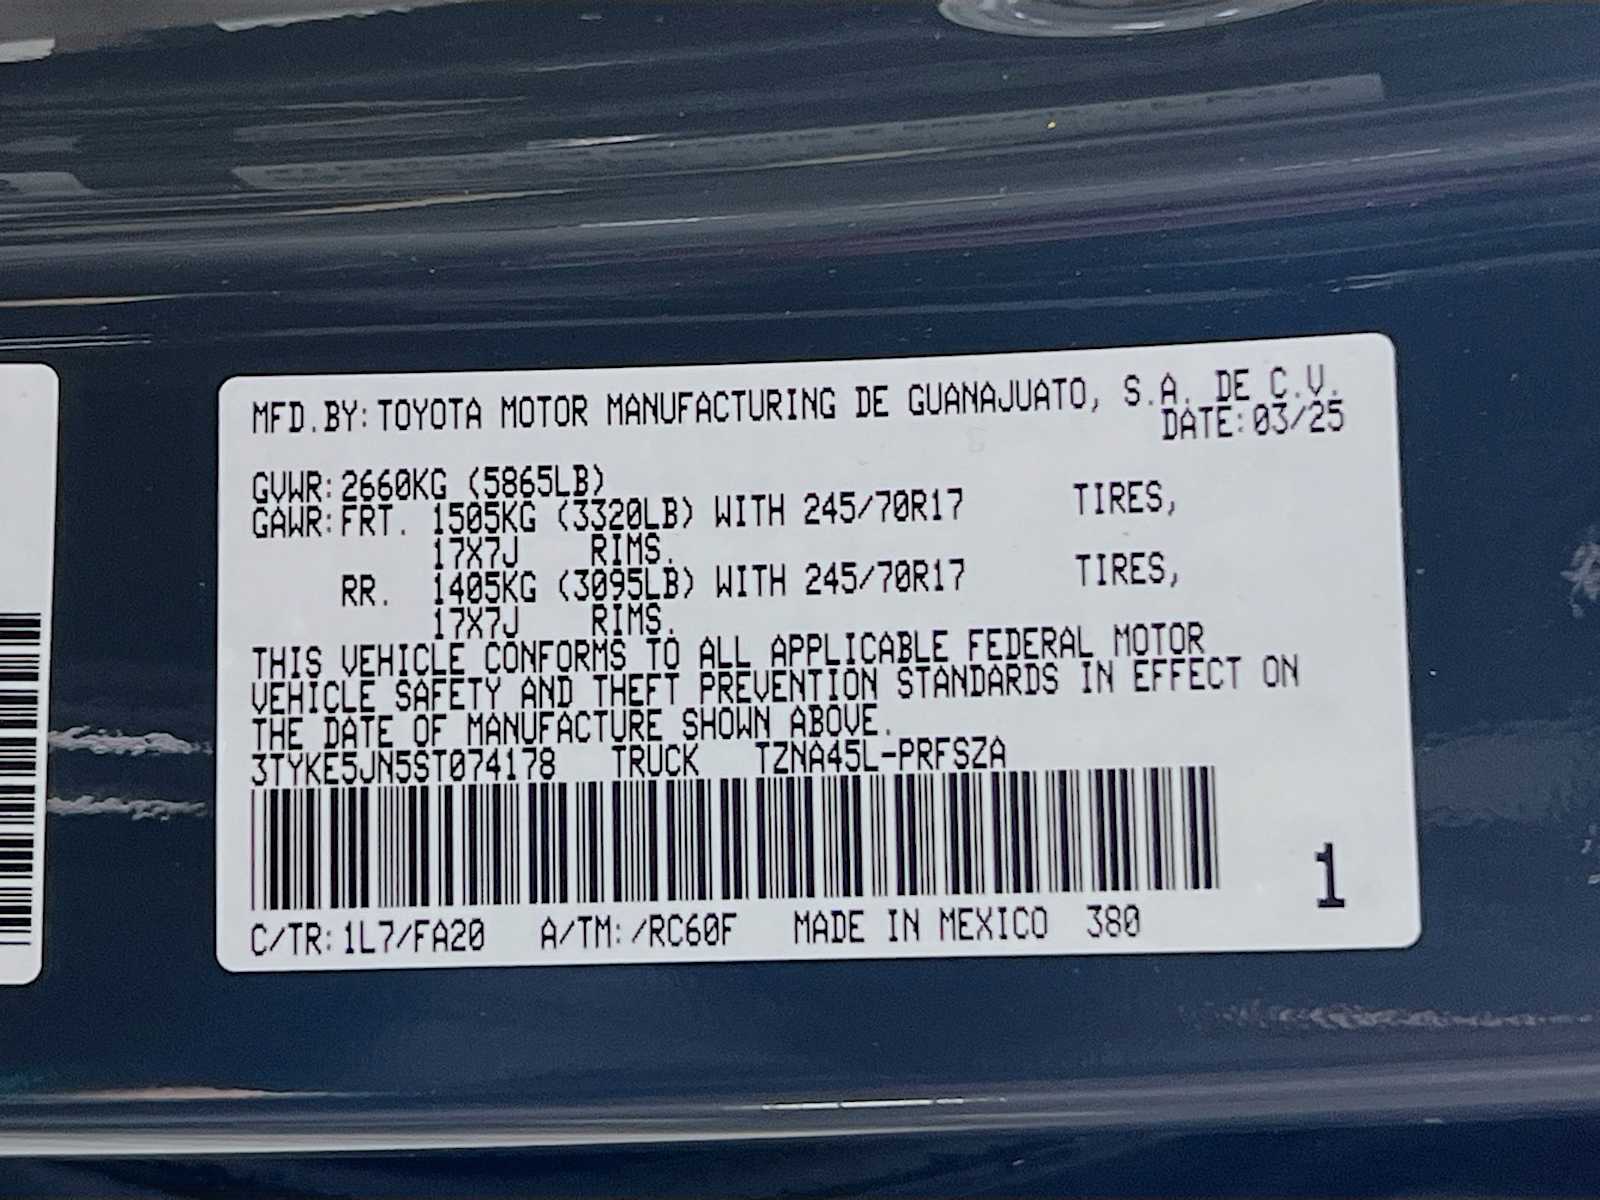 MFD.BY:TOYOTA MOTOR MANUFACTURING DE GUANAJUATO, S.A. DE C.V.
DATE:03/25
GVWR:2660KG (5865LB)
GAWR:FRT. 1505KG (3320LB) WITH 245/70R17 TIRES,
17X7J RIMS.
RR. 1405KG (3095LB) WITH 245/70R17 TIRES,
17X7J RIMS.
THIS VEHICLE CONFORMS TO ALL APPLICABLE FEDERAL MOTOR
VEHICLE SAFETY AND THEFT PREVENTION STANDARDS IN EFFECT ON
THE DATE OF MANUFACTURE SHOWN ABOVE.
3TYKE5JN5ST074178 TRUCK TZNA45L-PRFSZA
1
C/TR:1L7/FA20 A/TM:/RC60F MADE IN MEXICO 380